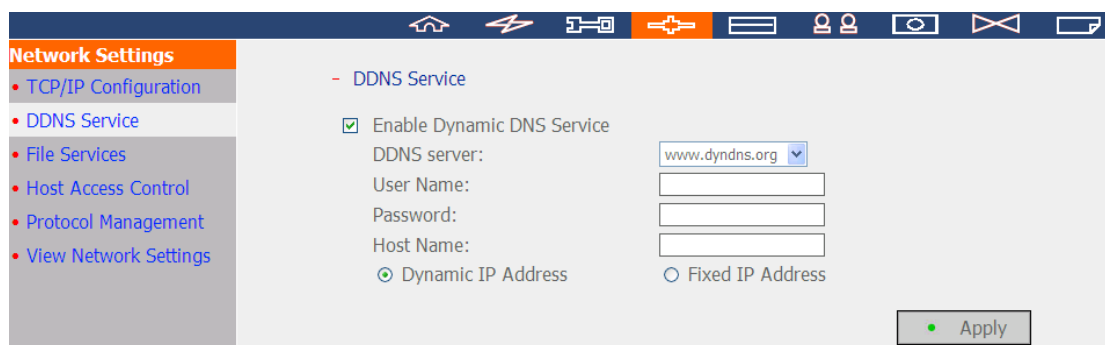 Network Settings
• TCP/IP Configuration
• DDNS Service
• File Services
• Host Access Control
• Protocol Management
• View Network Settings
− DDNS Service
Enable Dynamic DNS Service
DDNS server: www.dyndns.org
User Name:
Password:
Host Name:
Dynamic IP Address Fixed IP Address
• Apply